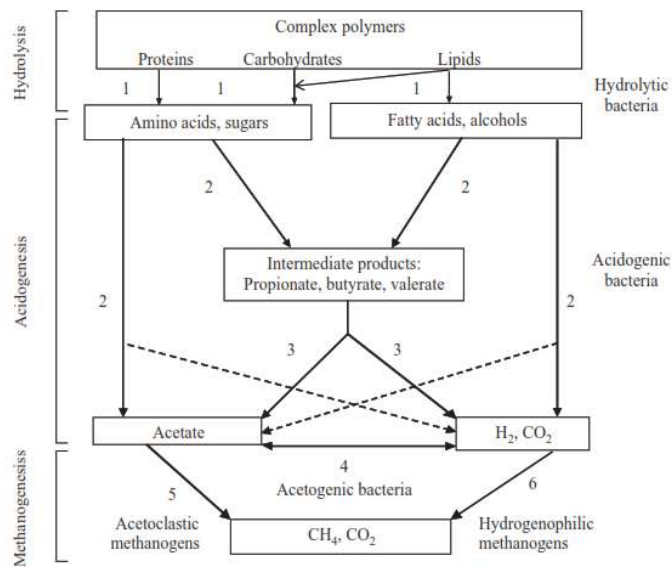 Complex polymers
Proteins Carbohydrates Lipids
Hydrolysis
1 1 1
Hydrolytic
bacteria
Amino acids, sugars
Fatty acids, alcohols
2 2
Acidogenesis
Intermediate products:
Propionate, butyrate, valerate
Acidogenic
bacteria
2 2
3 3
Acetate
H2, CO2
4
Acetogenic bacteria
5 6
Methanogenesiss
Acetoclastic
methanogens
CH4, CO2
Hydrogenophilic
methanogens